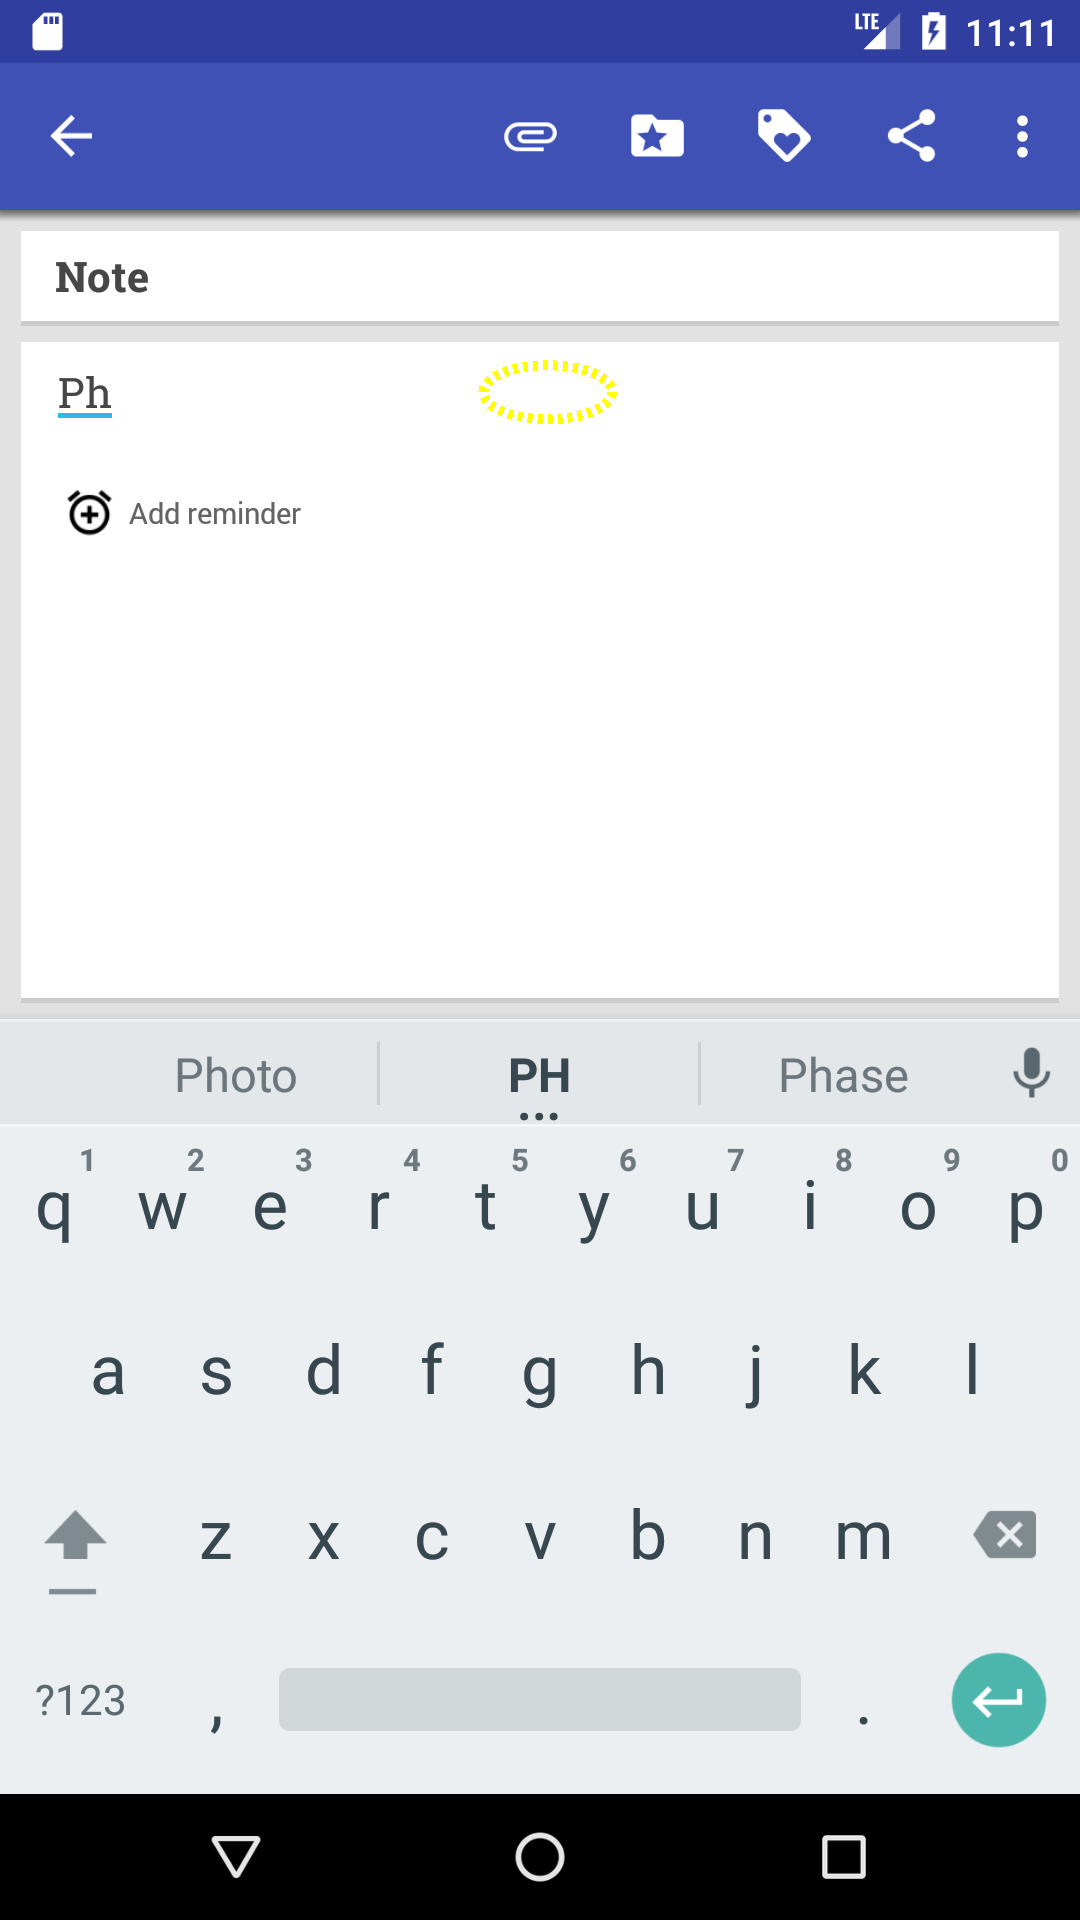 LTE 11:11
Note
Ph
Add reminder
Photo PH Phase
1 2 3 4 5 6 7 8 9 0
q w e r t y u i o p
a s d f g h j k l
z x c v b n m
?123 , .